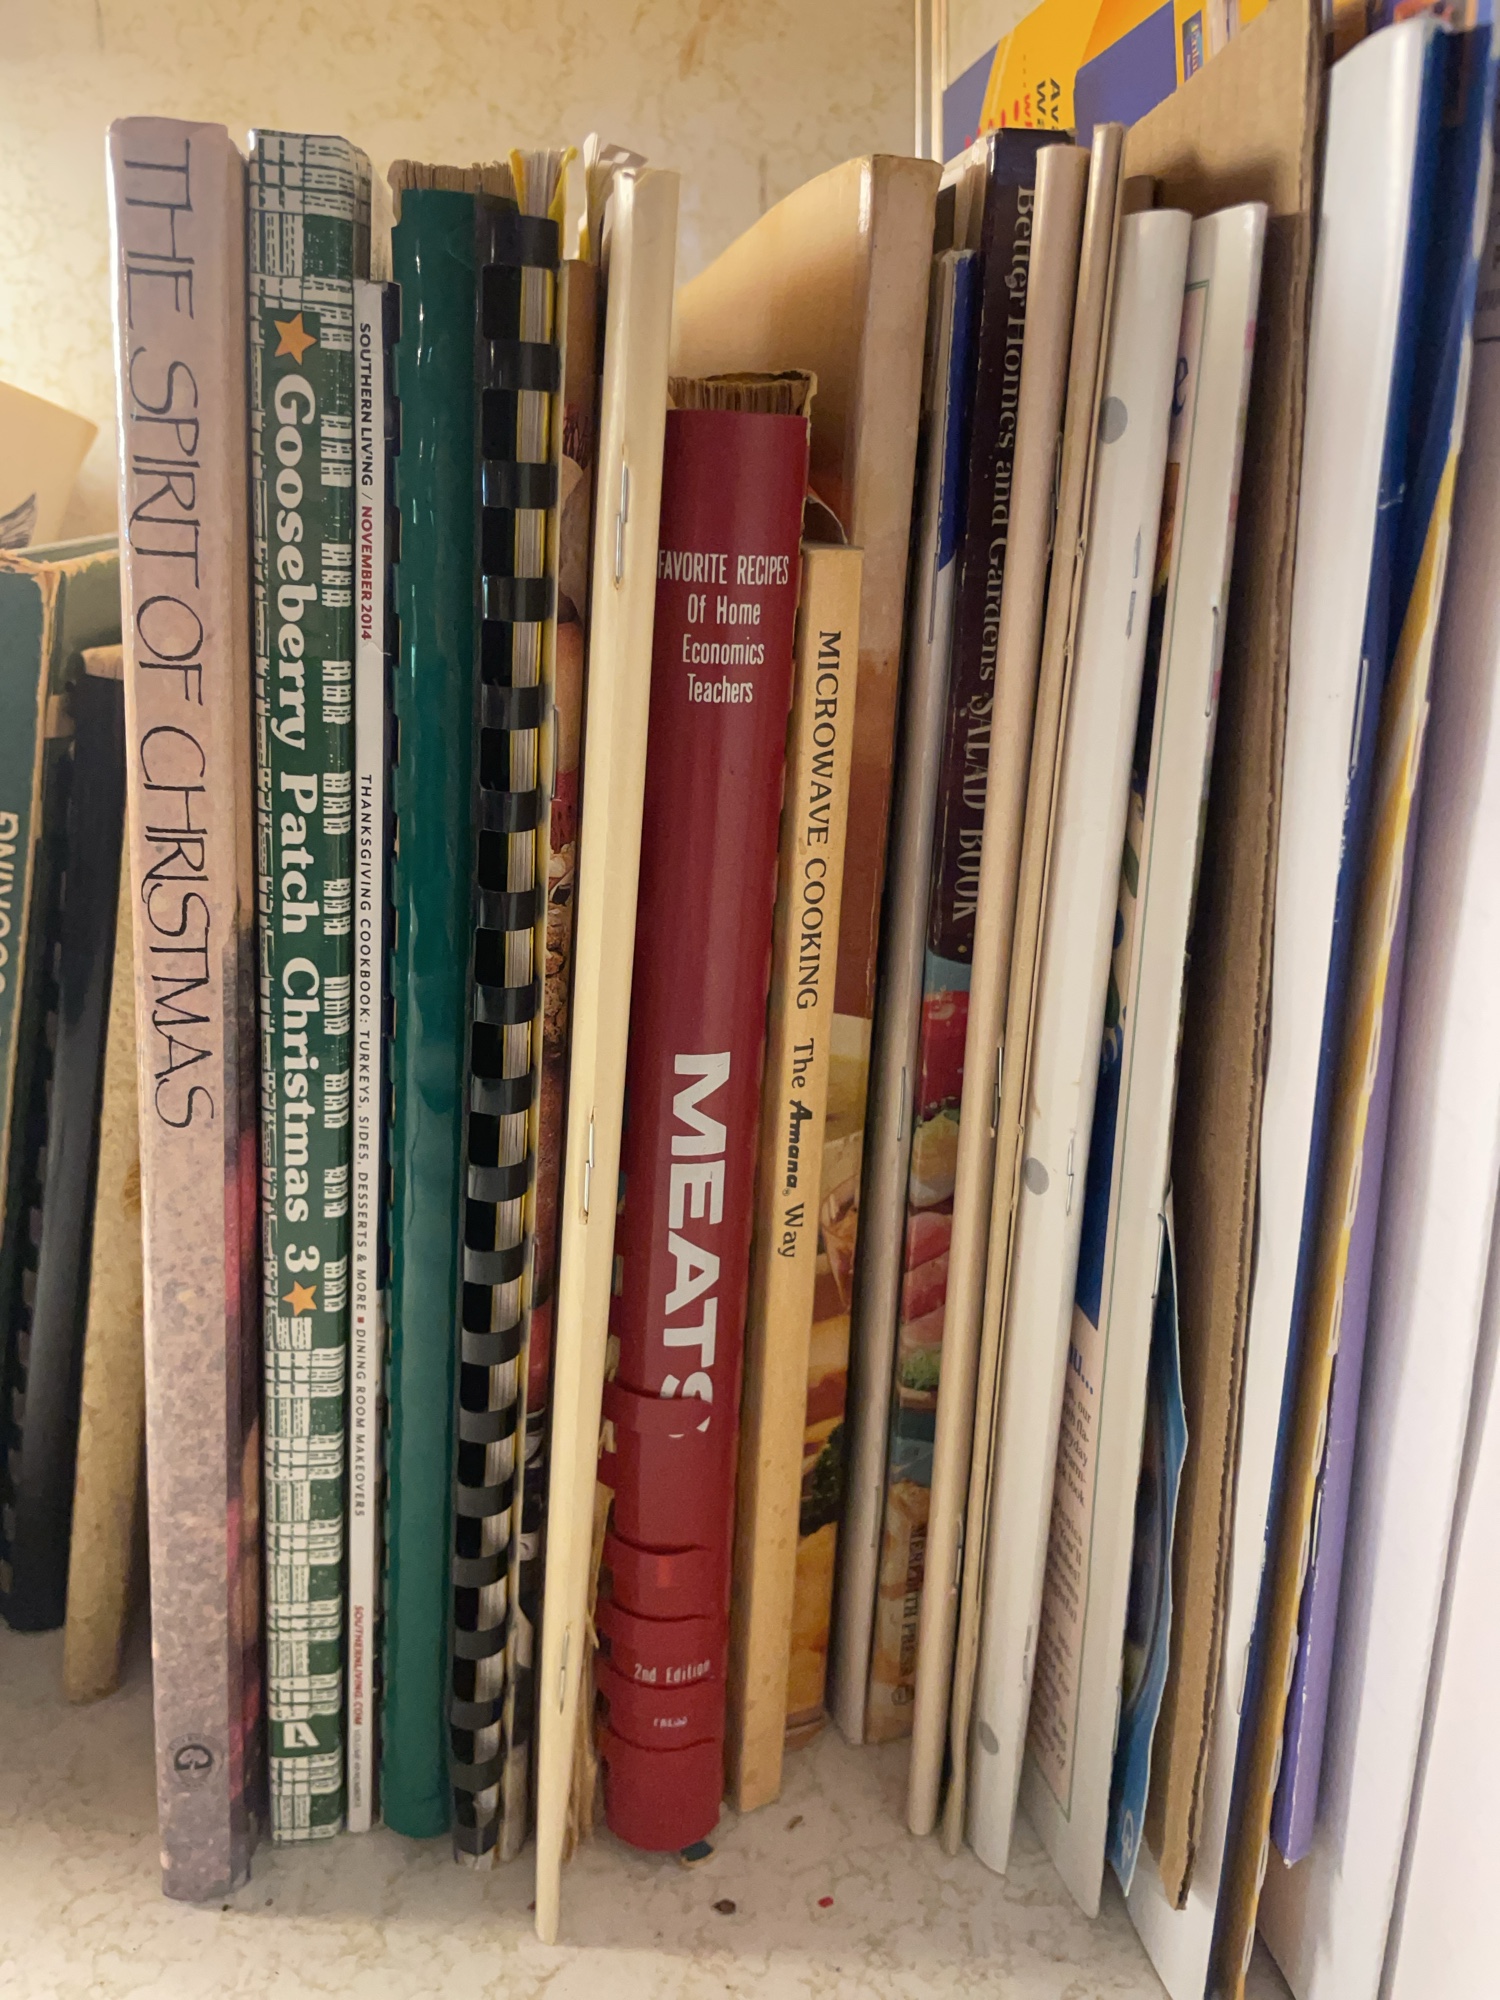 THE SPIRIT OF CHRISTMAS
Gooseberry Patch Christmas 3
SOUTHERN LIVING / NOVEMBER 2014
THANKSGIVING COOKBOOK: TURKEYS, SIDES, DESSERTS & MORE ■ DINING ROOM MAKEOVERS
SOUTHERNLIVING.COM
FAVORITE RECIPES
Of Home
Economics
Teachers
MEATS
2nd Edition
MICROWAVE COOKING The Amana® Way
Better Homes and Gardens SALAD BOOK
MEREDITH PRESS